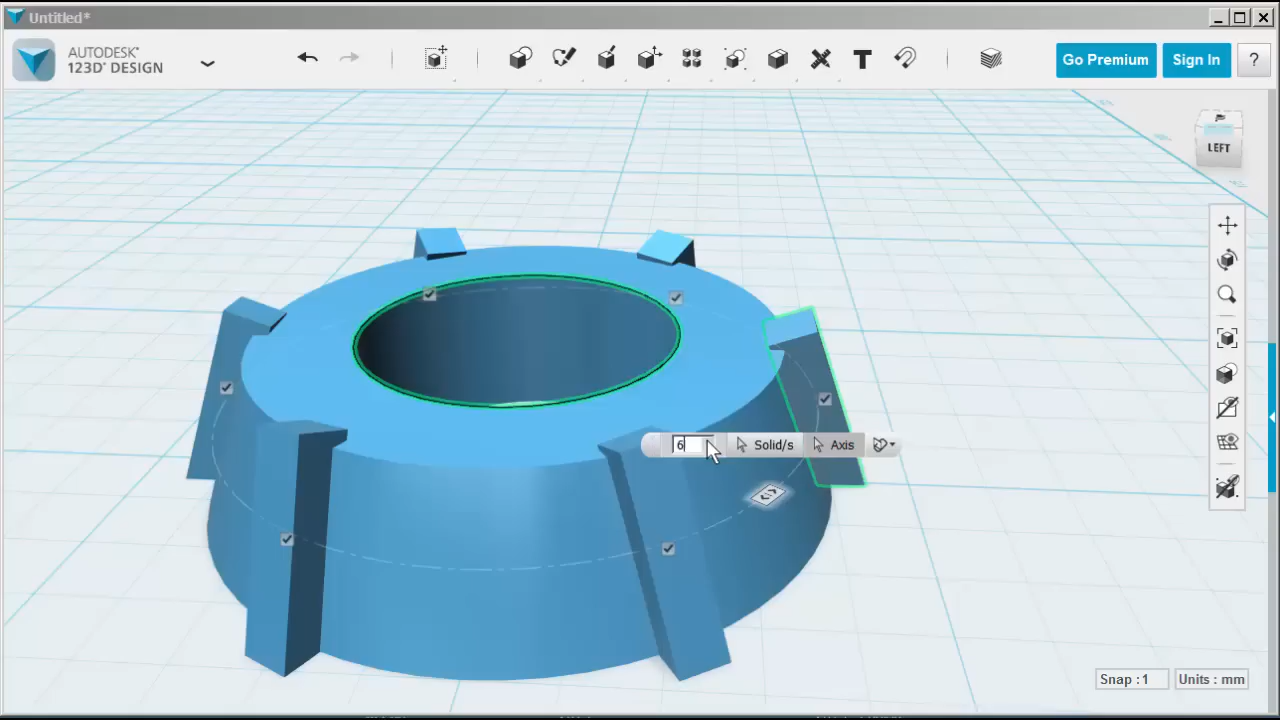 Untitled*
AUTODESK®
123D® DESIGN
Go Premium
Sign In
?
LEFT
6
Solid/s
Axis
Snap : 1
Units : mm